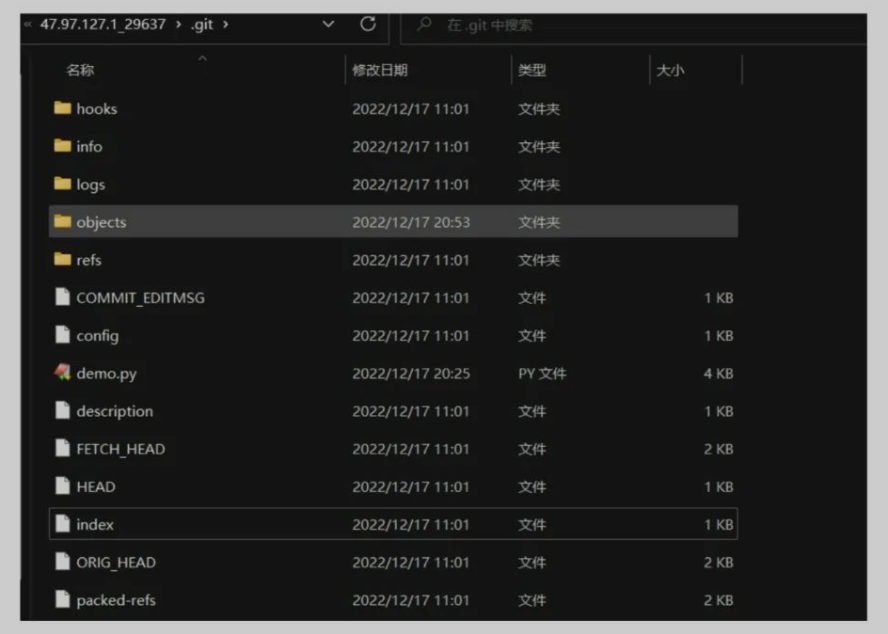 « 47.97.127.1_29637 › .git ›
在 .git 中搜索
名称 修改日期 类型 大小
hooks 2022/12/17 11:01 文件夹
info 2022/12/17 11:01 文件夹
logs 2022/12/17 11:01 文件夹
objects 2022/12/17 20:53 文件夹
refs 2022/12/17 11:01 文件夹
COMMIT_EDITMSG 2022/12/17 11:01 文件 1 KB
config 2022/12/17 11:01 文件 1 KB
demo.py 2022/12/17 20:25 PY 文件 4 KB
description 2022/12/17 11:01 文件 1 KB
FETCH_HEAD 2022/12/17 11:01 文件 2 KB
HEAD 2022/12/17 11:01 文件 1 KB
index 2022/12/17 11:01 文件 1 KB
ORIG_HEAD 2022/12/17 11:01 文件 2 KB
packed-refs 2022/12/17 11:01 文件 2 KB